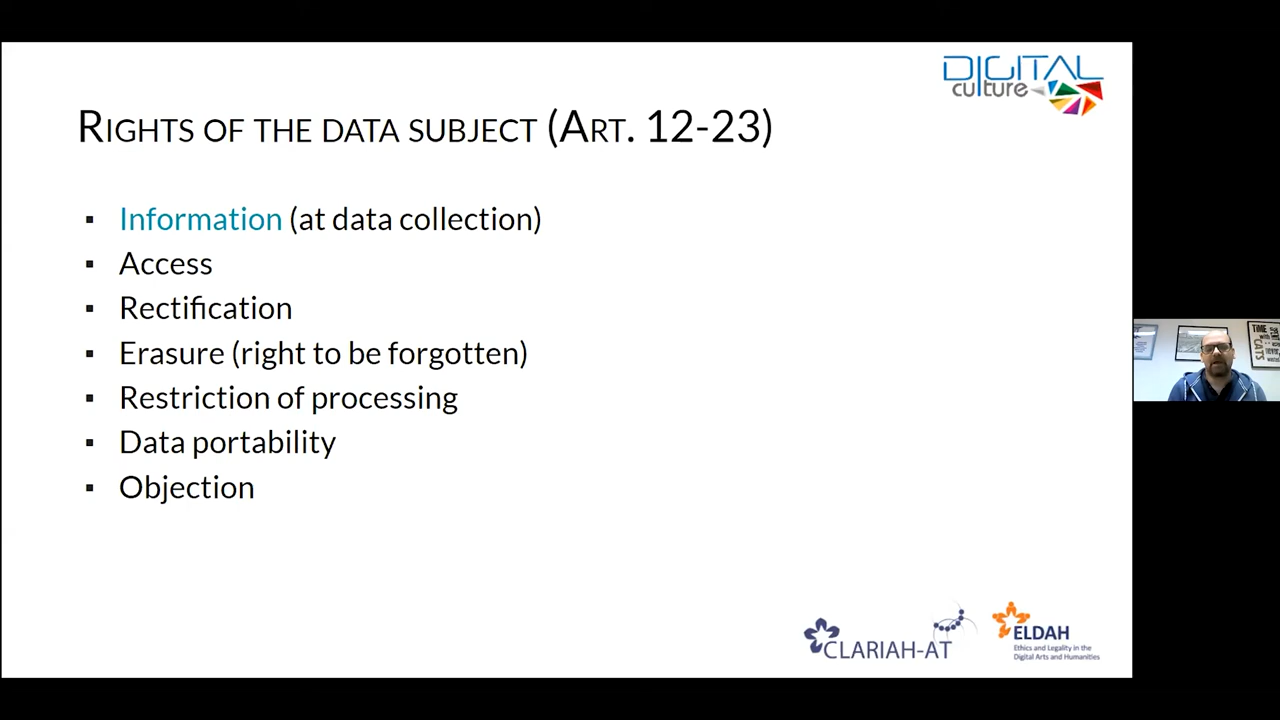 DIGITAL
culture
RIGHTS OF THE DATA SUBJECT (ART. 12-23)
▪ Information (at data collection)
▪ Access
▪ Rectification
▪ Erasure (right to be forgotten)
▪ Restriction of processing
▪ Data portability
▪ Objection
TIME
CATS
CLARIAH-AT
ELDAH
Ethics and Legality in the
Digital Arts and Humanities